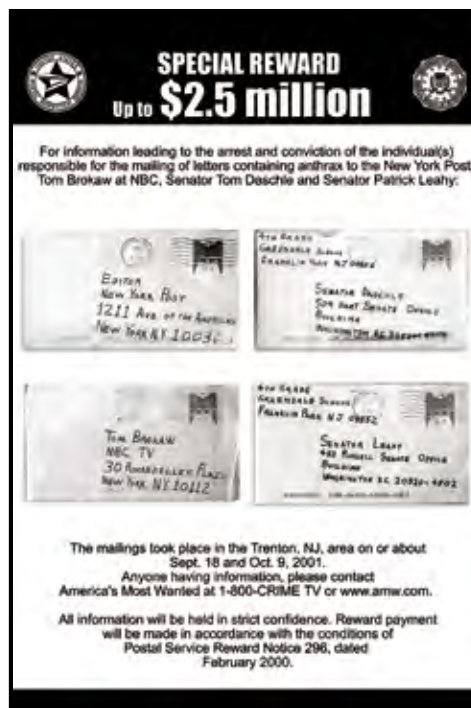 SPECIAL REWARD
Up to $2.5 million
For information leading to the arrest and conviction of the individual(s)
responsible for the mailing of letters containing anthrax to the New York Post,
Tom Brokaw at NBC, Senator Tom Daschle and Senator Patrick Leahy:
EDITOR
NEW YORK POST
1211 AVE. OF THE AMERICAS
NEW YORK NY 10036
4TH GRADE
GREENDALE SCHOOL
FRANKLIN PARK NJ 08852
SENATOR DASCHLE
509 HART SENATE OFFICE
BUILDING
WASHINGTON DC
TOM BROKAW
NBC TV
30 ROCKEFELLER PLAZA
NEW YORK NY 10112
4TH GRADE
GREENDALE SCHOOL
FRANKLIN PARK NJ 08852
SENATOR LEAHY
433 RUSSELL SENATE OFFICE
BUILDING
WASHINGTON DC 20510-4502
The mailings took place in the Trenton, NJ, area on or about
Sept. 18 and Oct. 9, 2001.
Anyone having information, please contact
America's Most Wanted at 1-800-CRIME TV or www.amw.com.
All information will be held in strict confidence. Reward payment
will be made in accordance with the conditions of
Postal Service Reward Notice 296, dated
February 2000.